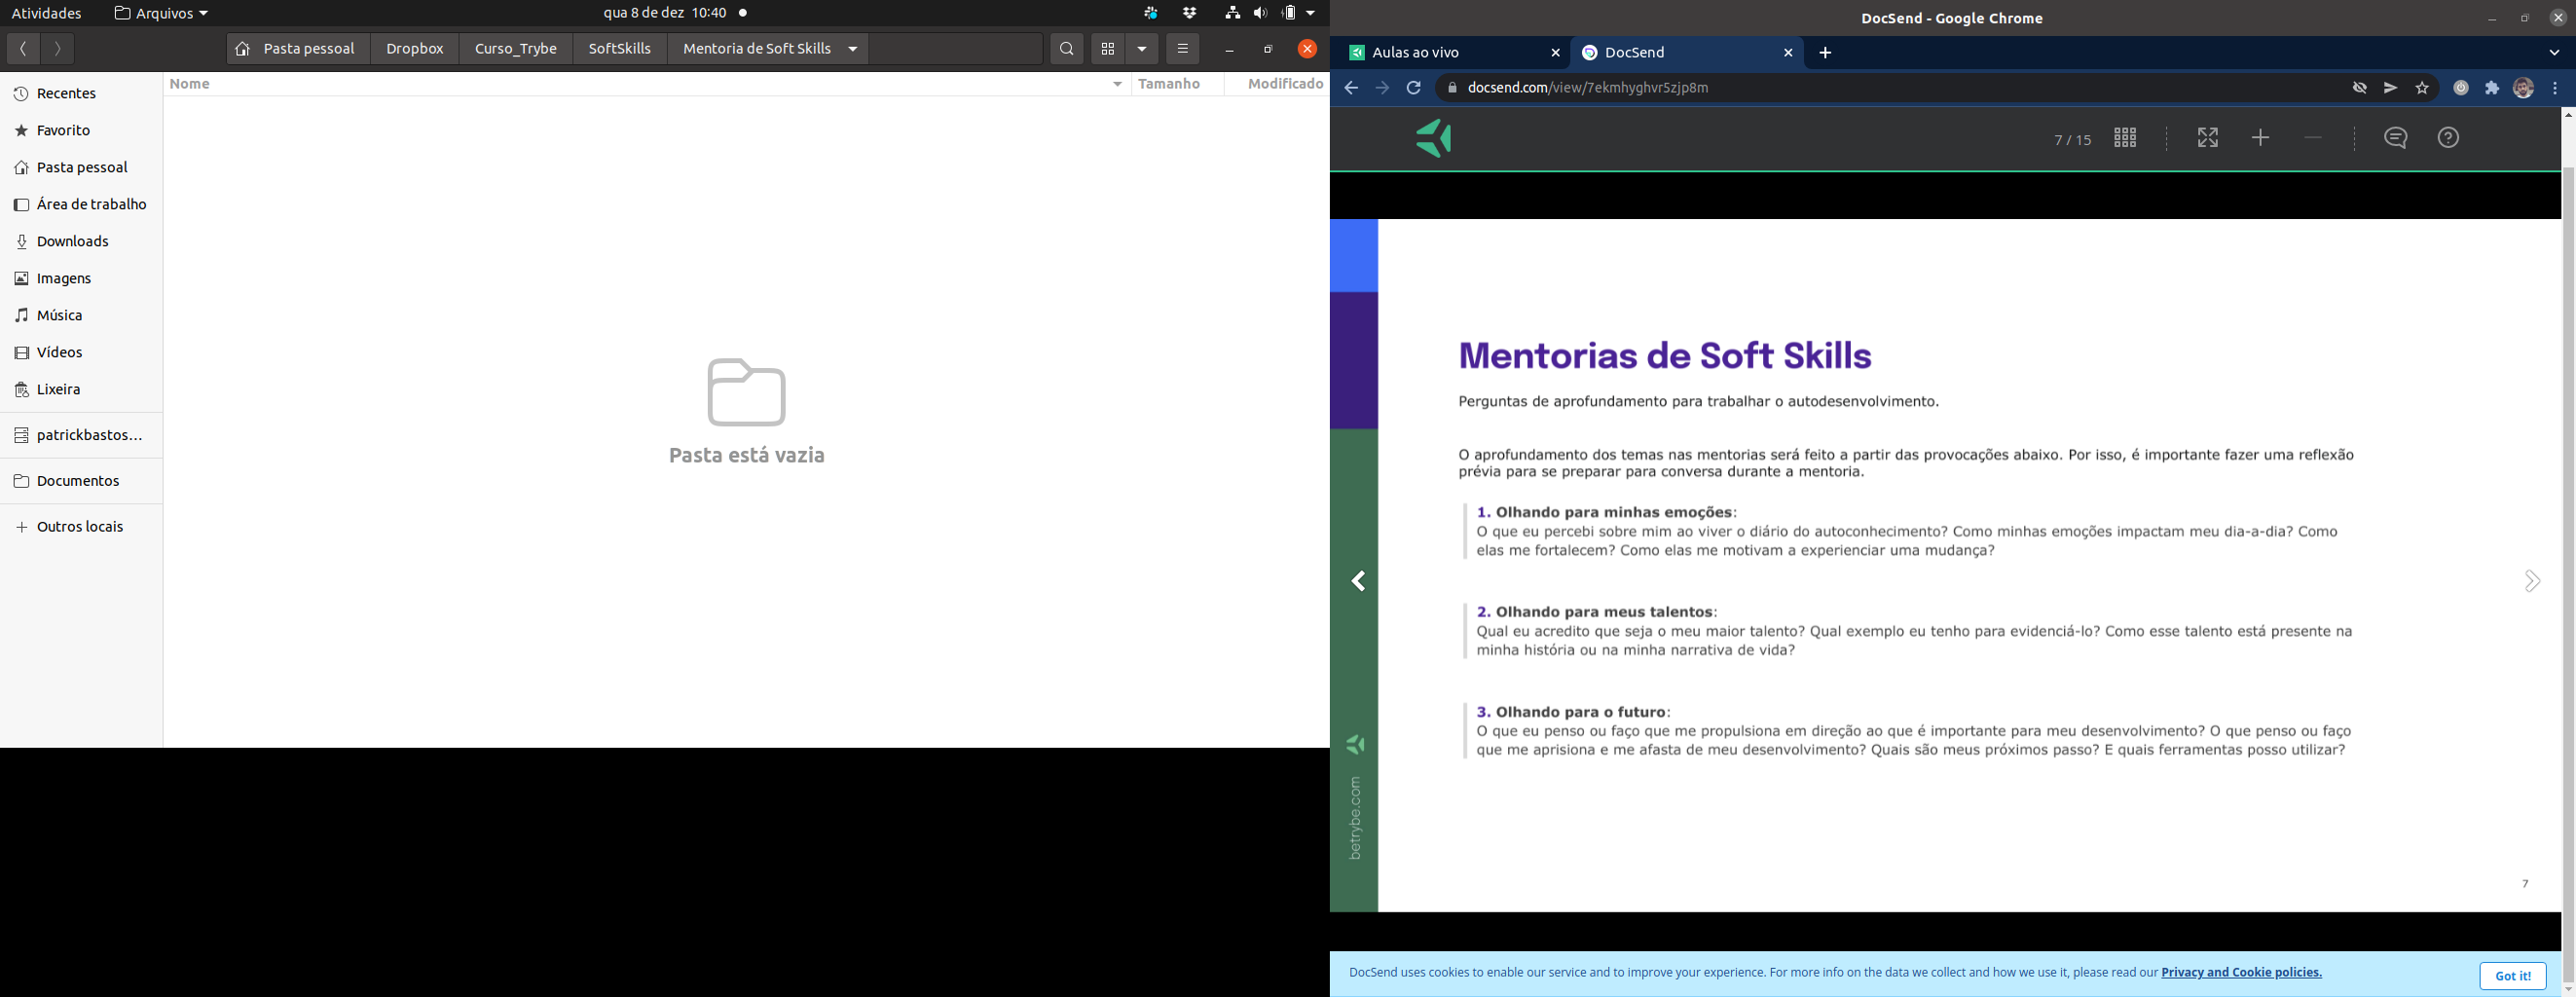 Atividades
Arquivos
qua 8 de dez 10:40
Pasta pessoal
Dropbox
Curso_Trybe
SoftSkills
Mentoria de Soft Skills
Nome
Tamanho
Modificado
Recentes
Favorito
Pasta pessoal
Área de trabalho
Downloads
Imagens
Música
Vídeos
Lixeira
patrickbastos...
Documentos
Outros locais
Pasta está vazia
DocSend - Google Chrome
Aulas ao vivo
DocSend
docsend.com/view/7ekmhyghvr5zjp8m
7 / 15
Mentorias de Soft Skills
Perguntas de aprofundamento para trabalhar o autodesenvolvimento.
O aprofundamento dos temas nas mentorias será feito a partir das provocações abaixo. Por isso, é importante fazer uma reflexão
prévia para se preparar para conversa durante a mentoria.
1. Olhando para minhas emoções:
O que eu percebi sobre mim ao viver o diário do autoconhecimento? Como minhas emoções impactam meu dia-a-dia? Como
elas me fortalecem? Como elas me motivam a experienciar uma mudança?
2. Olhando para meus talentos:
Qual eu acredito que seja o meu maior talento? Qual exemplo eu tenho para evidenciá-lo? Como esse talento está presente na
minha história ou na minha narrativa de vida?
3. Olhando para o futuro:
O que eu penso ou faço que me propulsiona em direção ao que é importante para meu desenvolvimento? O que penso ou faço
que me aprisiona e me afasta de meu desenvolvimento? Quais são meus próximos passo? E quais ferramentas posso utilizar?
betrybe.com
7
DocSend uses cookies to enable our service and to improve your experience. For more info on the data we collect and how we use it, please read our Privacy and Cookie policies.
Got it!